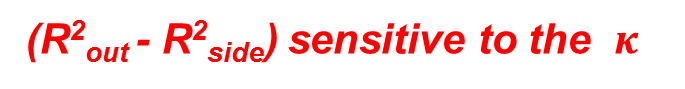 (R²out - R²side) sensitive to the κ